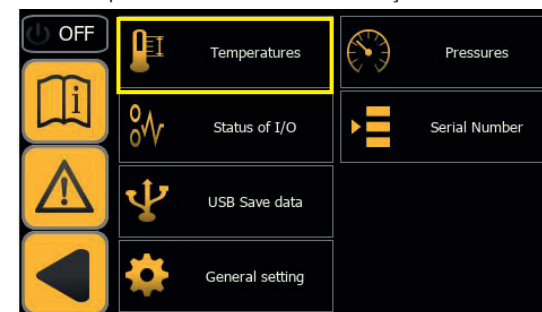 OFF
Temperatures
Pressures
i
Status of I/O
Serial Number
USB Save data
General setting